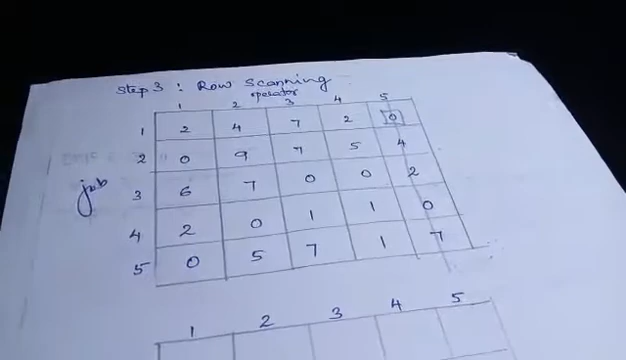 Step 3 : Row Scanning
operator
1 2 3 4 5
1 2 4 7 2 0
2 0 9 7 5 4
job
3 6 7 0 0 2
4 2 0 1 1 0
5 0 5 7 1 7
1 2 3 4 5